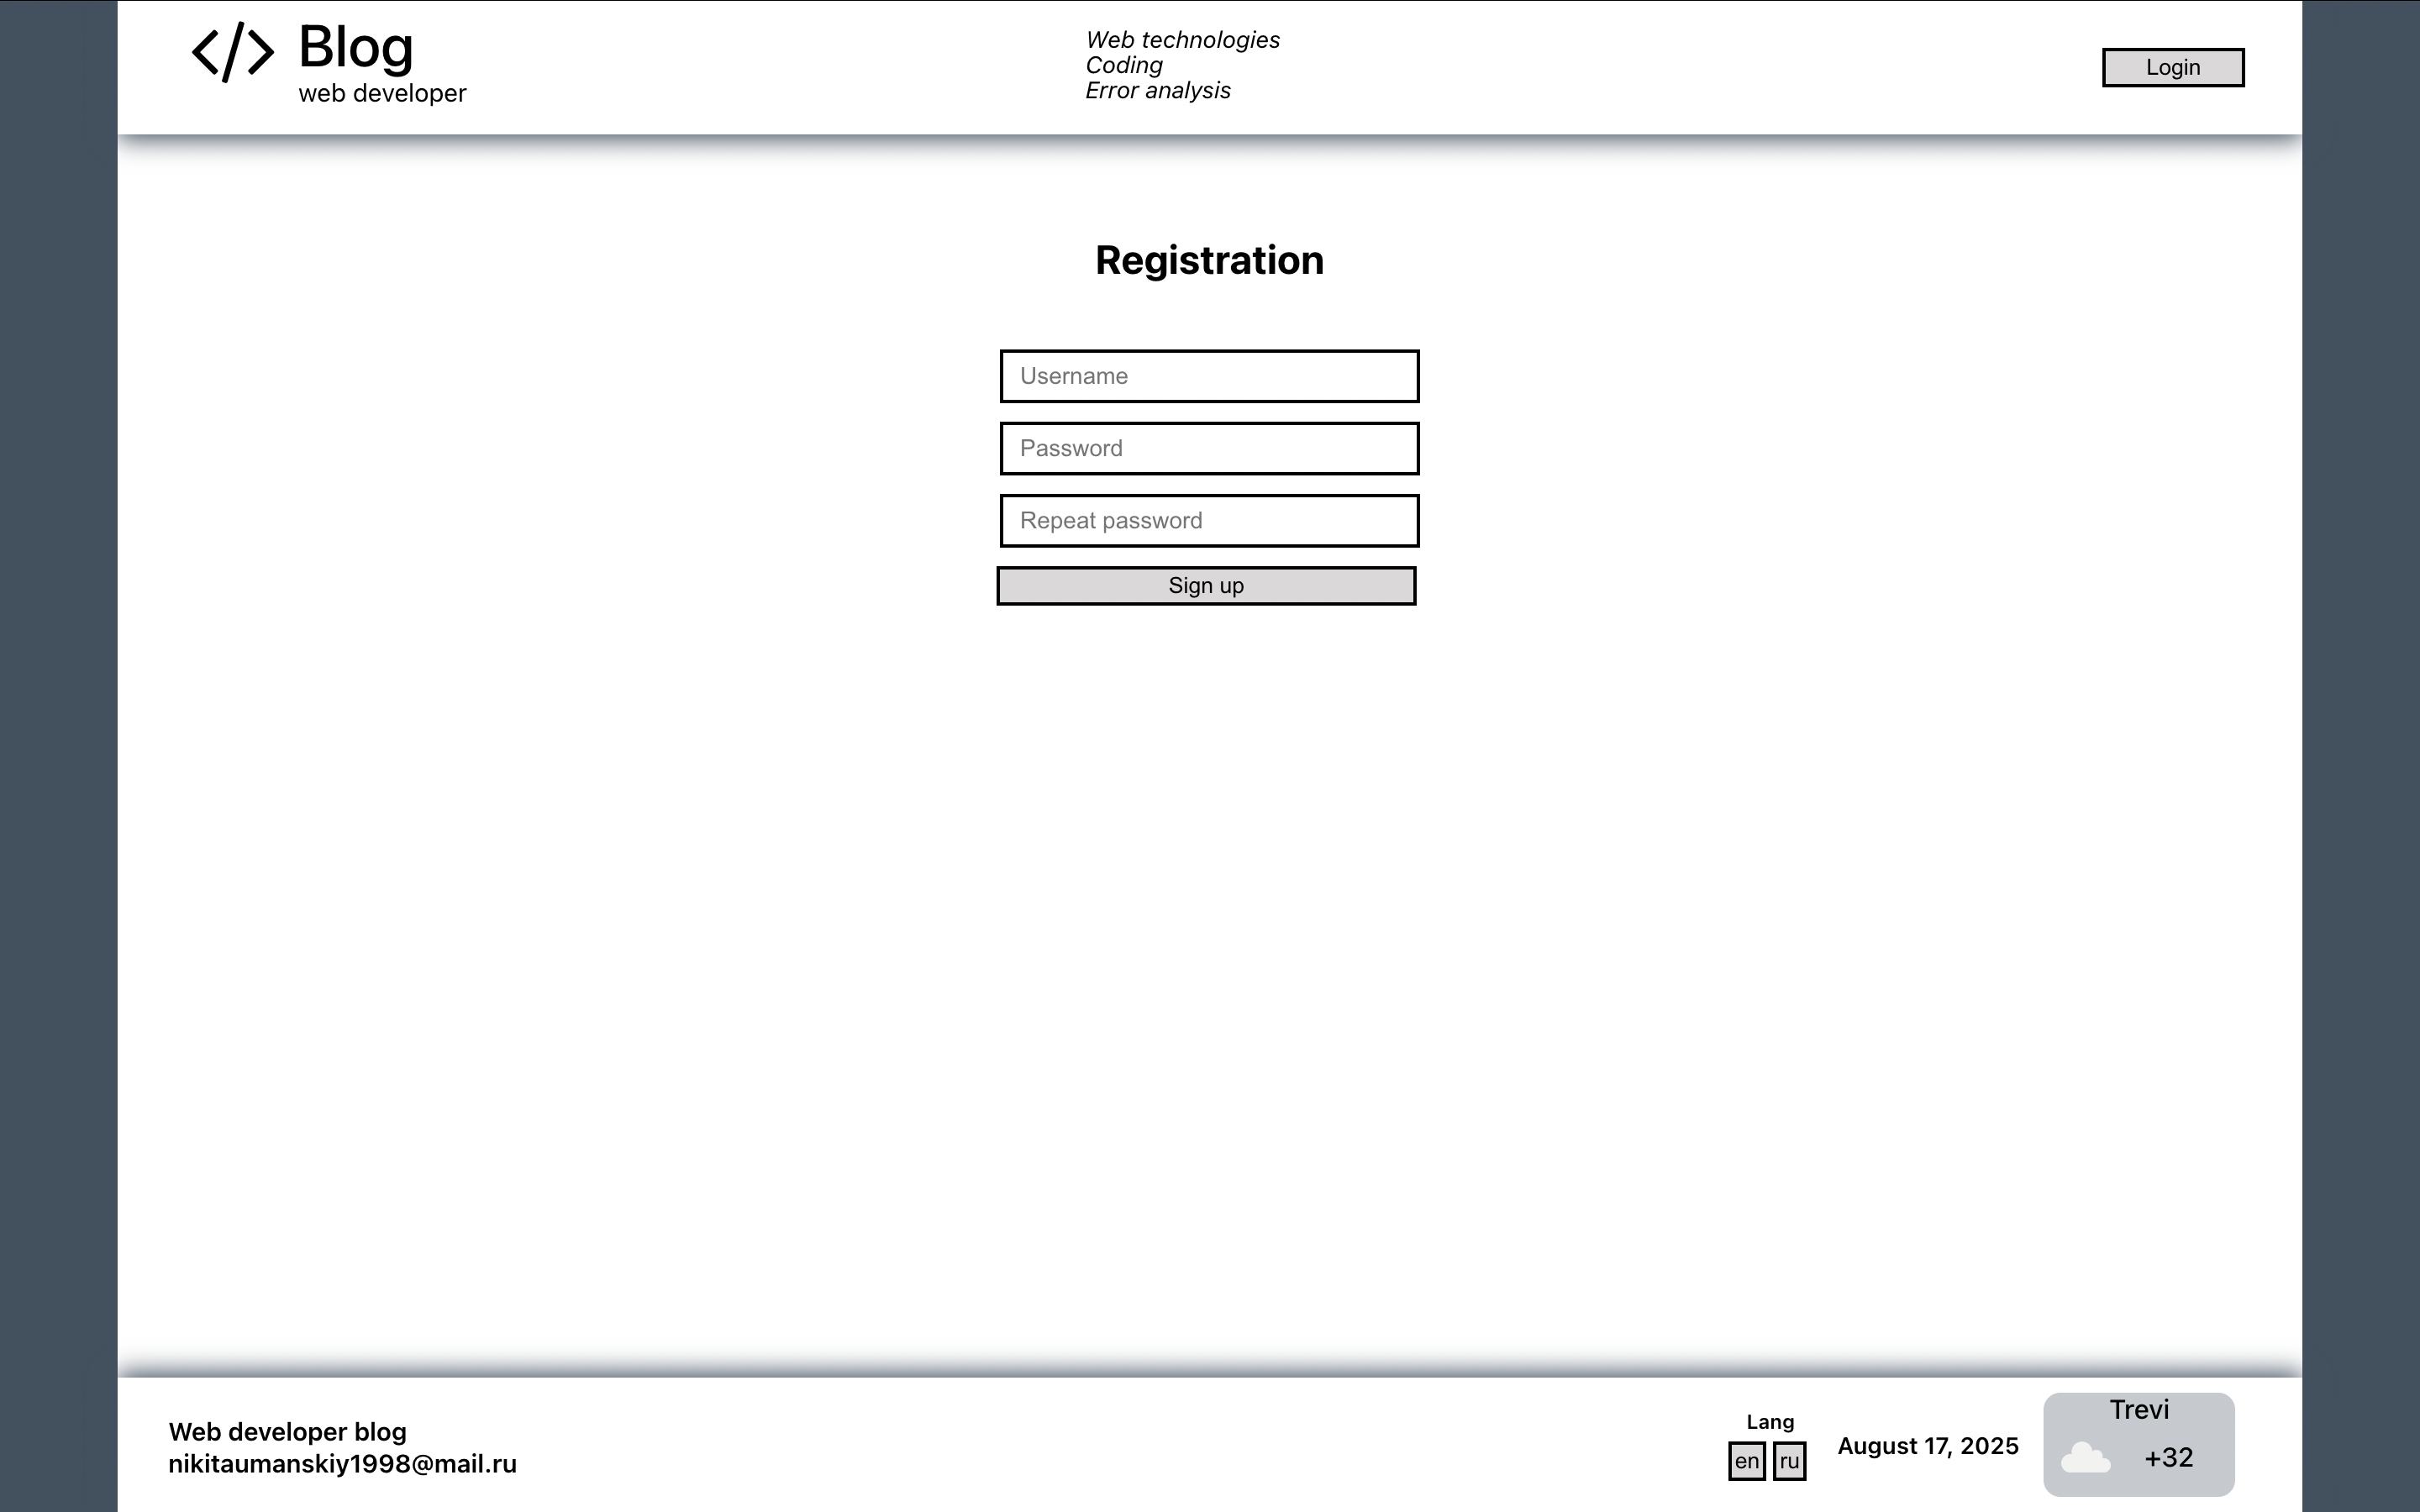 Blog
web developer
Web technologies
Coding
Error analysis
Login
Registration
Username
Password
Repeat password
Sign up
Web developer blog
nikitaumanskiy1998@mail.ru
Lang
en ru
August 17, 2025
Trevi
+32